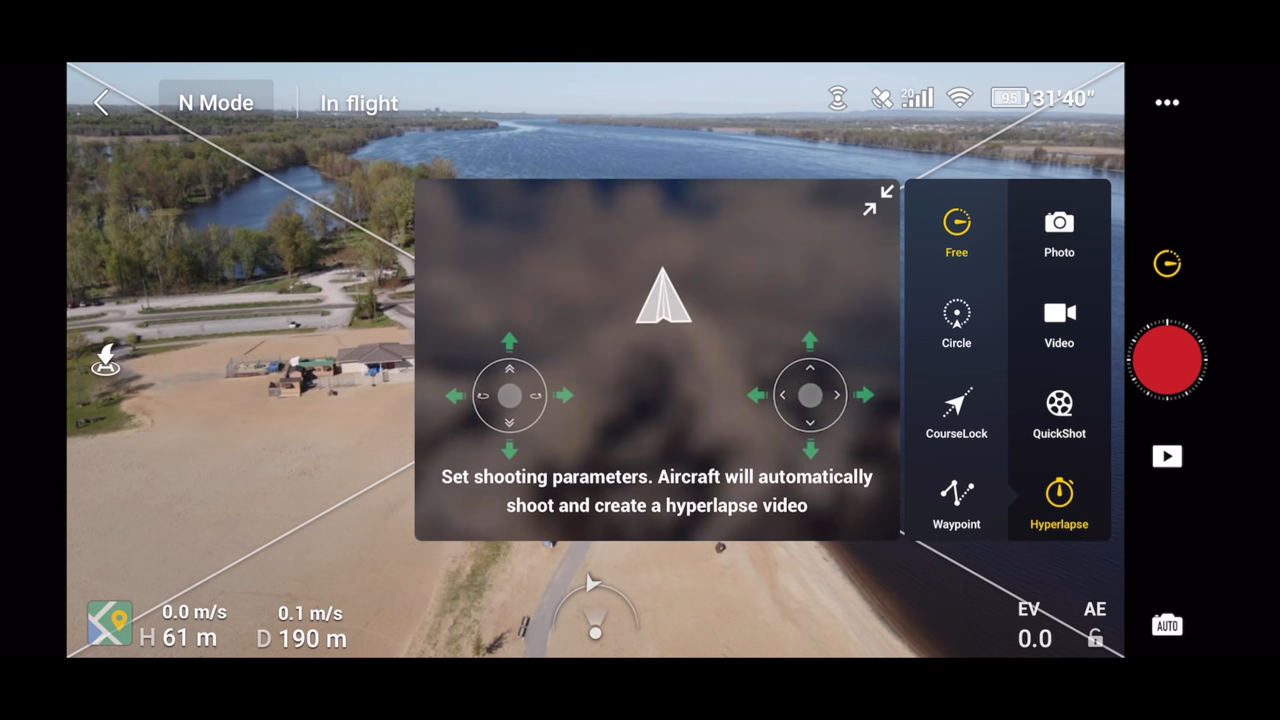 N Mode
In flight
20
95
31'40"
Free
Photo
Circle
Video
CourseLock
QuickShot
Waypoint
Hyperlapse
Set shooting parameters. Aircraft will automatically
shoot and create a hyperlapse video
0.0 m/s
0.1 m/s
H 61 m
D 190 m
EV
AE
0.0
AUTO